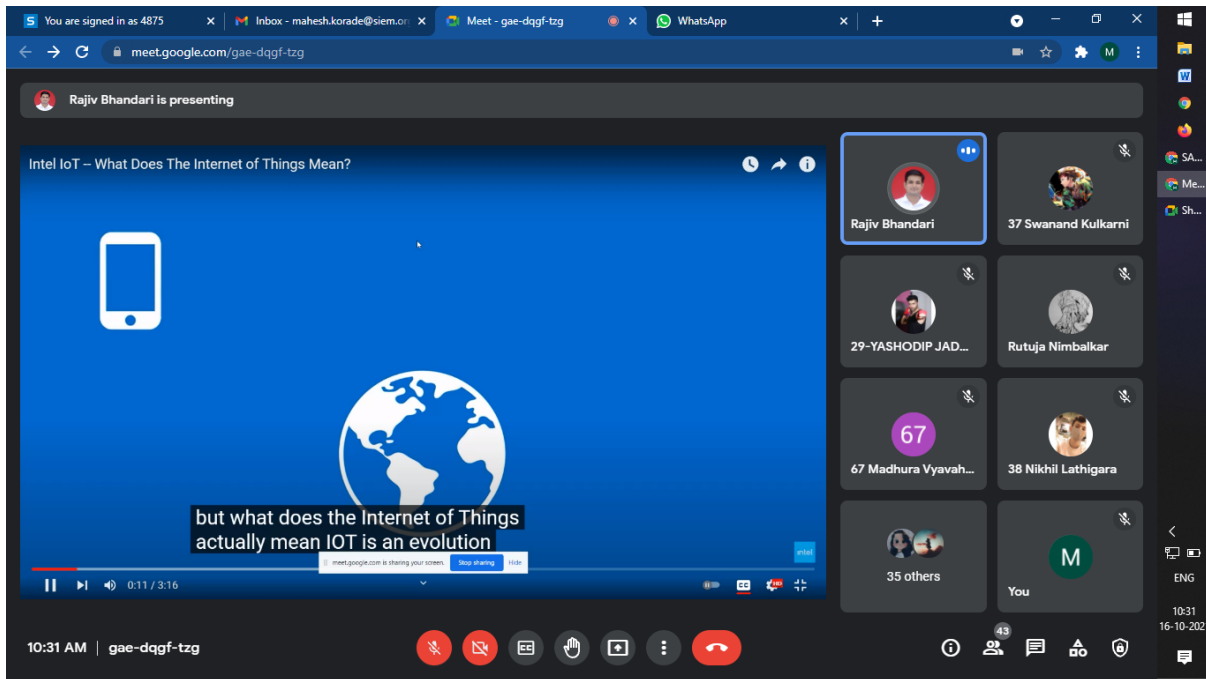 You are signed in as 4875
Inbox - mahesh.korade@siem.or
Meet - gae-dqgf-tzg
WhatsApp
meet.google.com/gae-dqgf-tzg
M
Rajiv Bhandari is presenting
Intel IoT – What Does The Internet of Things Mean?
but what does the Internet of Things
actually mean IOT is an evolution
meet.google.com is sharing your screen. Stop sharing Hide
intel
0:11 / 3:16
CC
HD
Rajiv Bhandari
37 Swanand Kulkarni
29-YASHODIP JAD...
Rutuja Nimbalkar
67
67 Madhura Vyavah...
38 Nikhil Lathigara
35 others
M
You
10:31 AM | gae-dqgf-tzg
43
SA...
Me...
Sh...
ENG
10:31
16-10-202